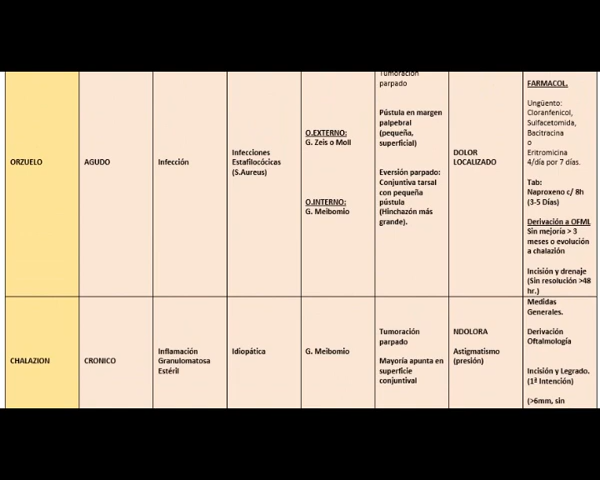 Tumoración
parpado
Pústula en margen
palpebral
(pequeña,
superficial)
Eversión parpado:
Conjuntiva tarsal
con pequeña
pústula
(Hinchazón más
grande).
ORZUELO
AGUDO
Infección
Infecciones
Estafilocócicas
(S.Aureus)
O.EXTERNO:
G. Zeis o Moll
O.INTERNO:
G. Meibomio
DOLOR
LOCALIZADO
FARMACOL.
Ungüento:
Cloranfenicol,
Sulfacetomida,
Bacitracina
o
Eritromicina
4/día por 7 días.
Tab:
Naproxeno c/ 8h
(3-5 Días)
Derivación a OFML
Sin mejoría > 3
meses o evolución
a chalazión
Incisión y drenaje
(Sin resolución >48
hr.)
CHALAZION
CRONICO
Inflamación
Granulomatosa
Estéril
Idiopática
G. Meibomio
Tumoración
parpado
Mayoría apunta en
superficie
conjuntival
NDOLORA
Astigmatismo
(presión)
Medidas
Generales.
Derivación
Oftalmología
Incisión y Legrado.
(1ª Intención)
(>6mm, sin